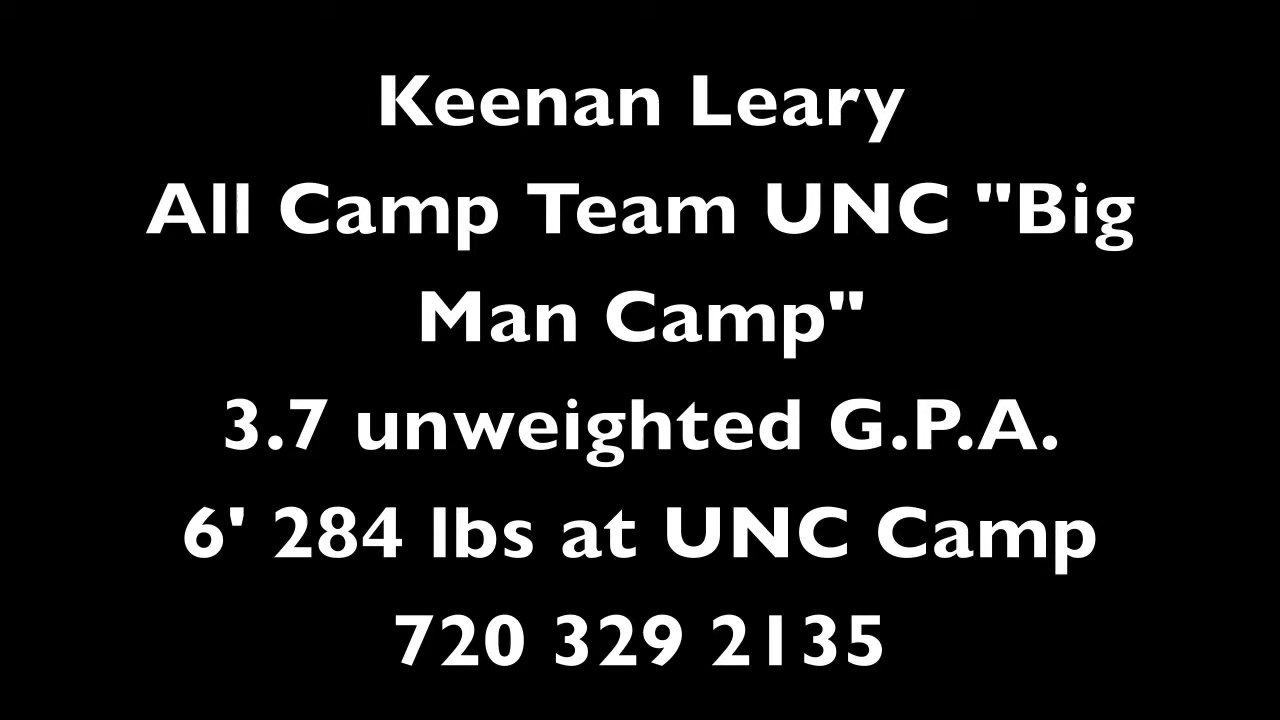 Keenan Leary
All Camp Team UNC "Big
Man Camp"
3.7 unweighted G.P.A.
6' 284 lbs at UNC Camp
720 329 2135